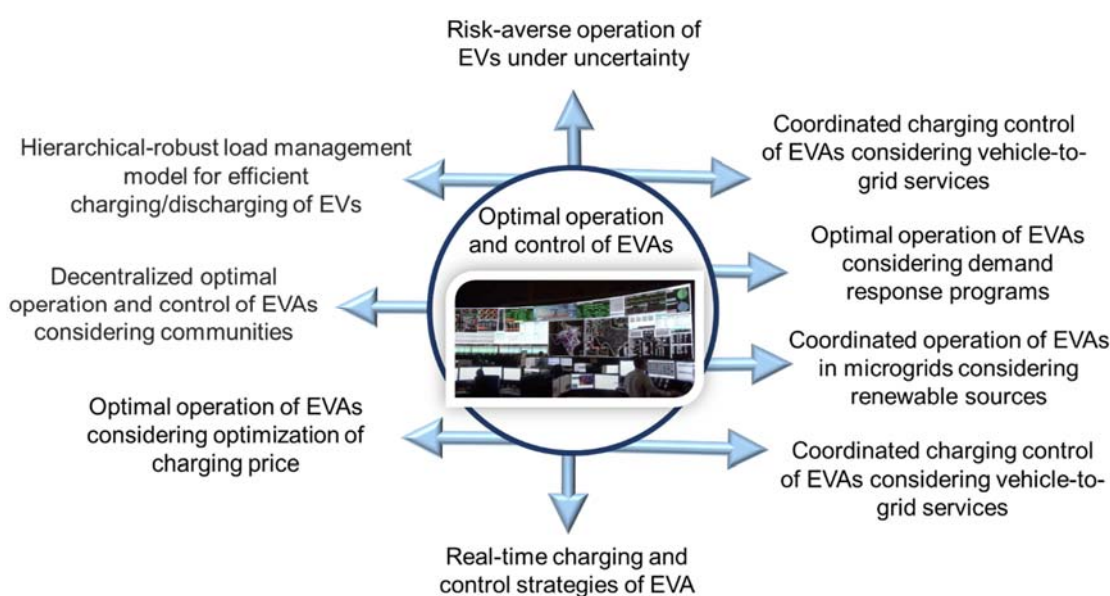 Risk-averse operation of
EVs under uncertainty
Hierarchical-robust load management
model for efficient
charging/discharging of EVs
Coordinated charging control
of EVAs considering vehicle-to-
grid services
Optimal operation
and control of EVAs
Optimal operation of EVAs
considering demand
response programs
Decentralized optimal
operation and control of EVAs
considering communities
Coordinated operation of EVAs
in microgrids considering
renewable sources
Optimal operation of EVAs
considering optimization of
charging price
Coordinated charging control
of EVAs considering vehicle-to-
grid services
Real-time charging and
control strategies of EVA